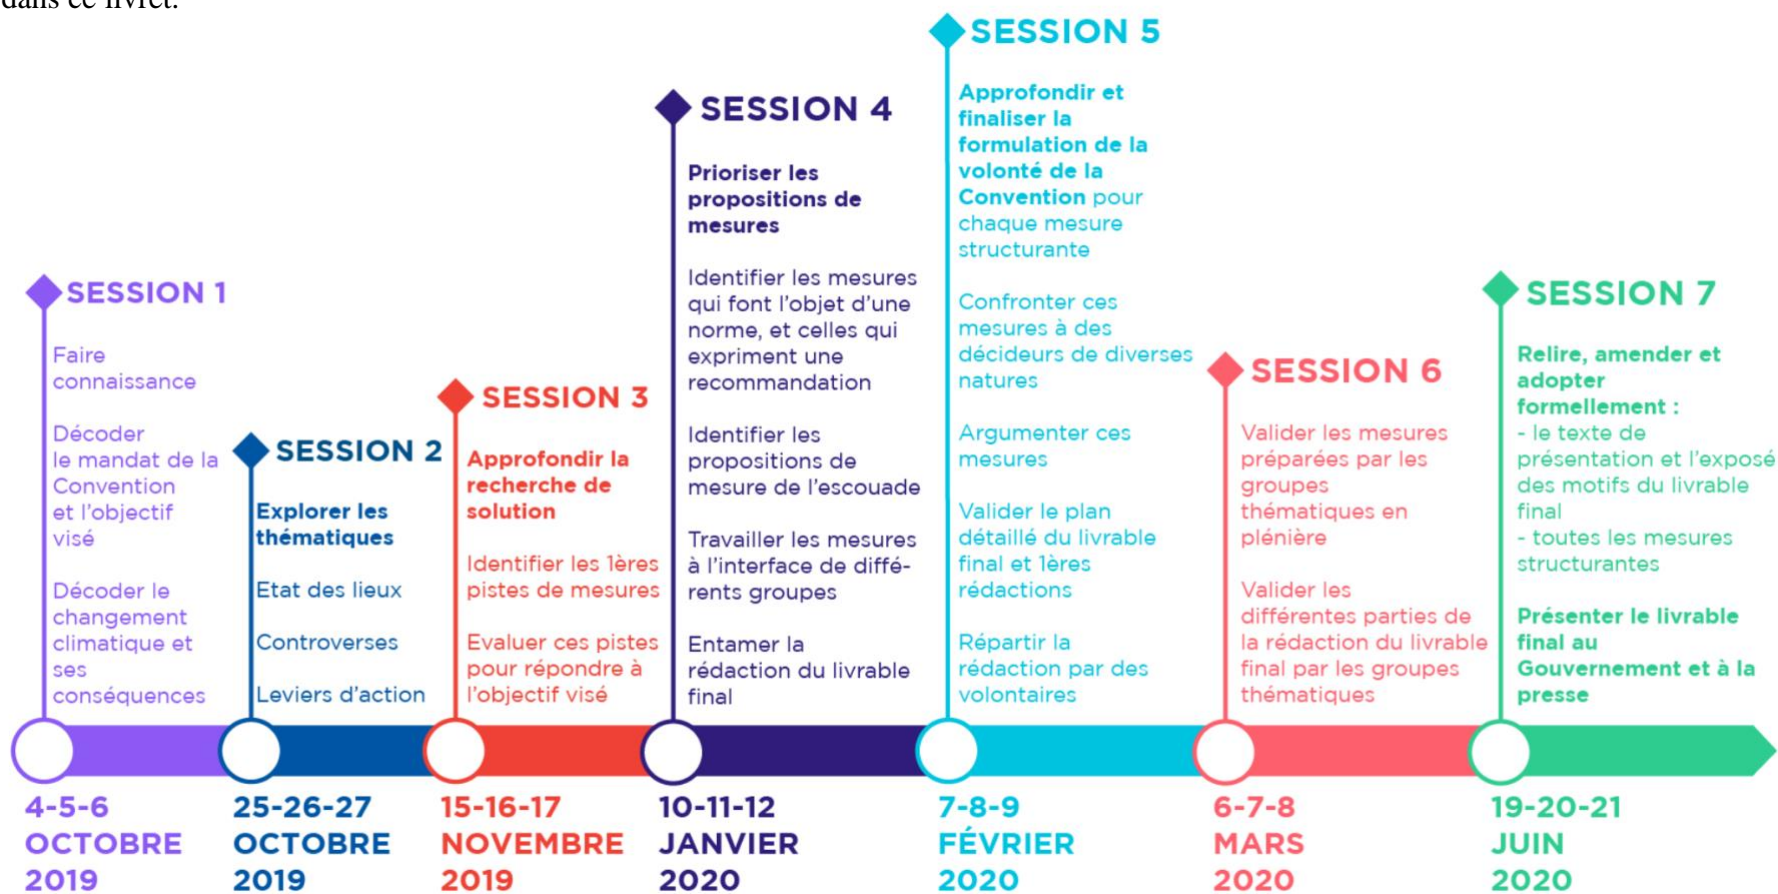 dans ce livret.
SESSION 1
Faire
connaissance
Décoder
le mandat de la
Convention
et l'objectif
visé
Décoder le
changement
climatique et
ses
conséquences
4-5-6
OCTOBRE
2019
SESSION 2
Explorer les
thématiques
Etat des lieux
Controverses
Leviers d'action
25-26-27
OCTOBRE
2019
SESSION 3
Approfondir la
recherche de
solution
Identifier les 1ères
pistes de mesures
Evaluer ces pistes
pour répondre à
l'objectif visé
15-16-17
NOVEMBRE
2019
SESSION 4
Prioriser les
propositions de
mesures
Identifier les mesures
qui font l'objet d'une
norme, et celles qui
expriment une
recommandation
Identifier les
propositions de
mesure de l'escouade
Travailler les mesures
à l'interface de diffé-
rents groupes
Entamer la
rédaction du livrable
final
10-11-12
JANVIER
2020
SESSION 5
Approfondir et
finaliser la
formulation de la
volonté de la
Convention pour
chaque mesure
structurante
Confronter ces
mesures à des
décideurs de diverses
natures
Argumenter ces
mesures
Valider le plan
détaillé du livrable
final et 1ères
rédactions
Répartir la
rédaction par des
volontaires
7-8-9
FÉVRIER
2020
SESSION 6
Valider les mesures
préparées par les
groupes
thématiques en
plénière
Valider les
différentes parties de
la rédaction du livrable
final par les groupes
thématiques
6-7-8
MARS
2020
SESSION 7
Relire, amender et
adopter
formellement :
- le texte de
présentation et l'exposé
des motifs du livrable
final
- toutes les mesures
structurantes
Présenter le livrable
final au
Gouvernement et à la
presse
19-20-21
JUIN
2020